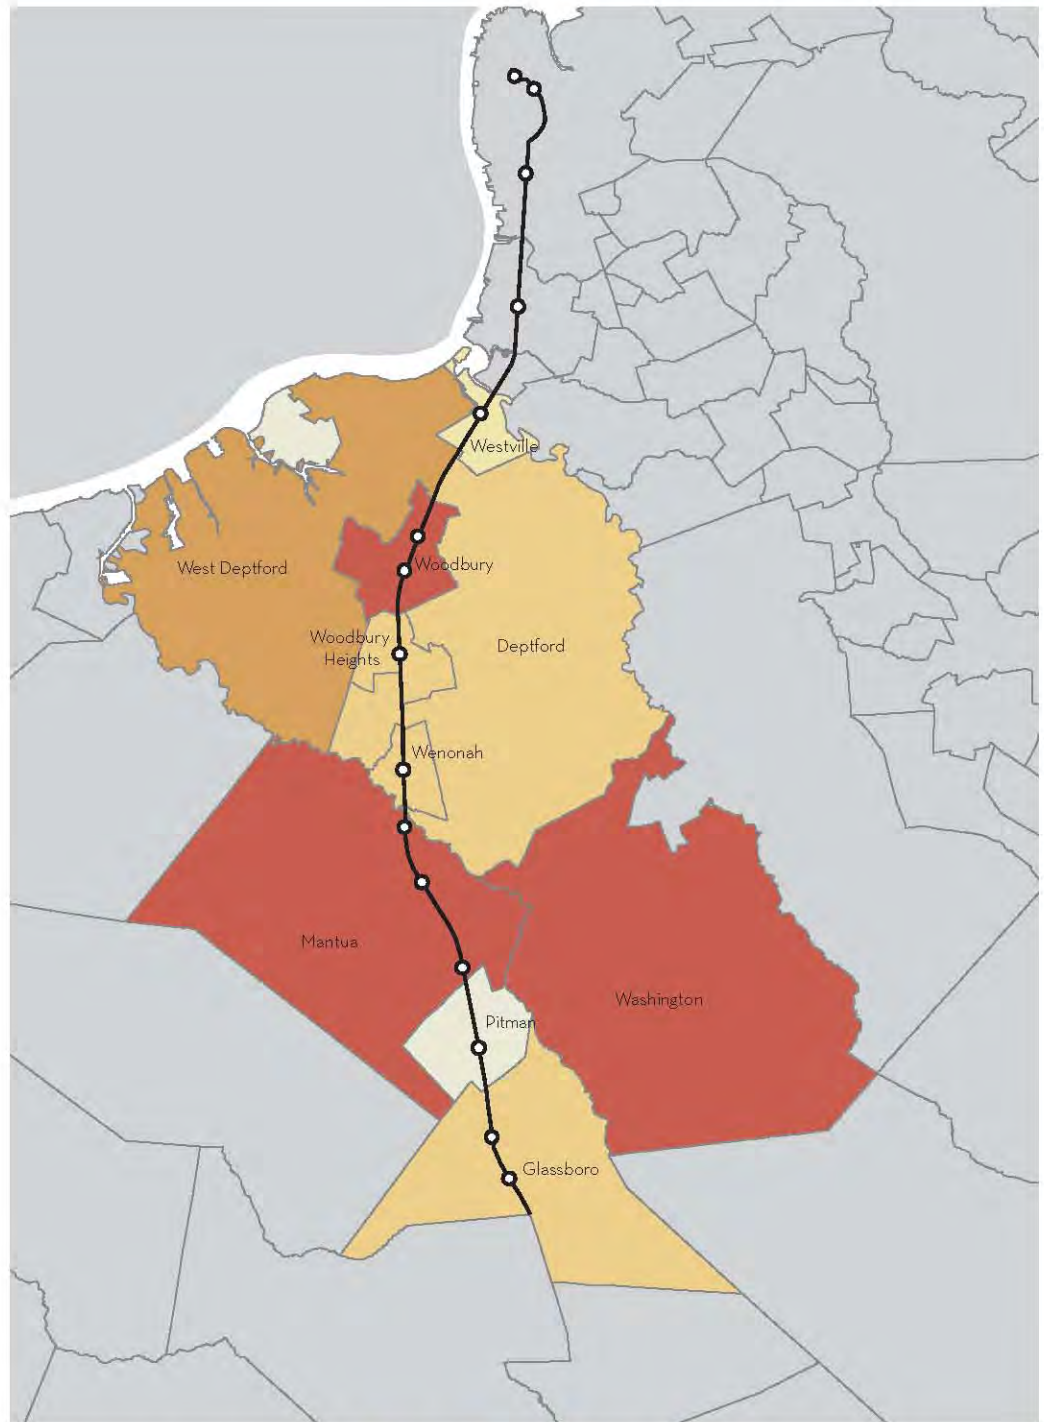 Westville
Woodbury
West Deptford
Woodbury
Heights
Deptford
Wenonah
Mantua
Washington
Pitman
Glassboro